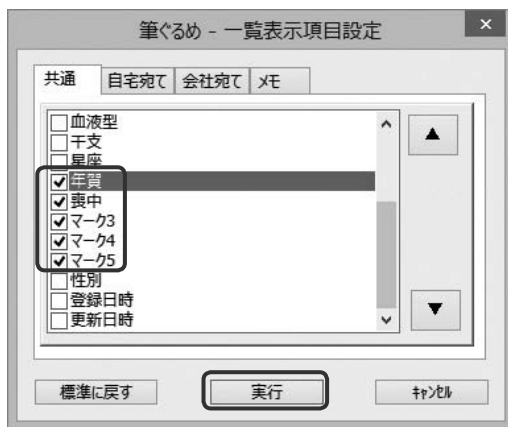 筆ぐるめ - 一覧表示項目設定
共通 自宅宛て 会社宛て メモ
血液型
干支
星座
年賀
喪中
マーク3
マーク4
マーク5
性別
登録日時
更新日時
標準に戻す 実行 ｷｬﾝｾﾙ